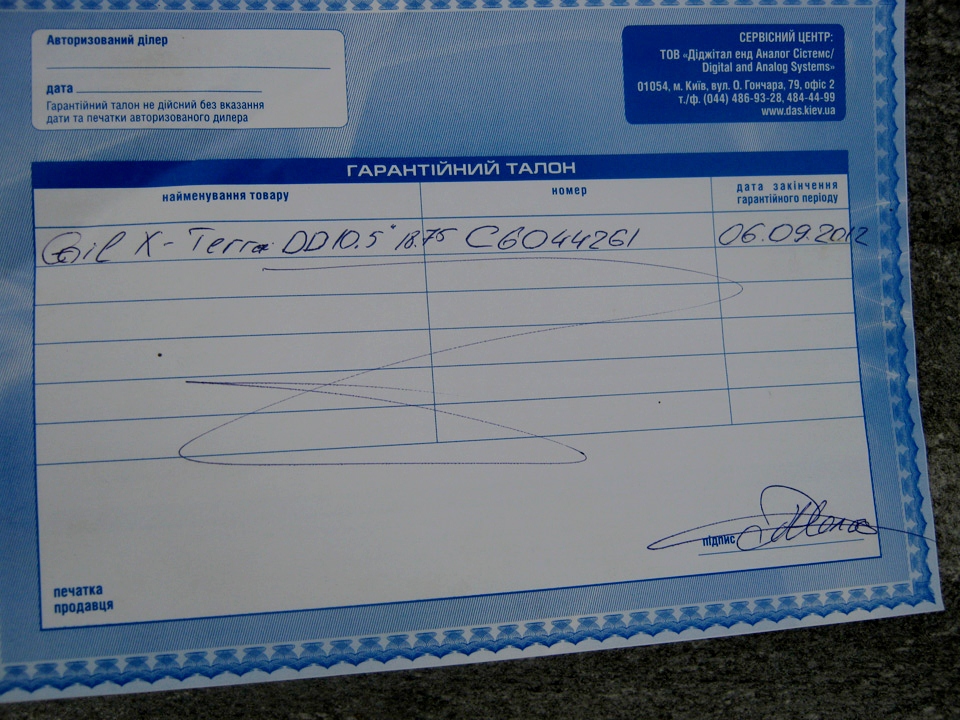 Авторизований ділер
дата
Гарантійний талон не дійсний без вказання
дати та печатки авторизованого дилера
СЕРВІСНИЙ ЦЕНТР:
ТОВ «Діджітал енд Аналог Сістемс/
Digital and Analog Systems»
01054, м. Київ, вул. О. Гончара, 79, офіс 2
т./ф. (044) 486-93-28, 484-44-99
www.das.kiev.ua
ГАРАНТІЙНИЙ ТАЛОН
найменування товару
номер
дата закінчення
гарантійного періоду
Coil X-Terra DD10.5" 18.75 C6044261 06.09.2012
підпис
печатка
продавця